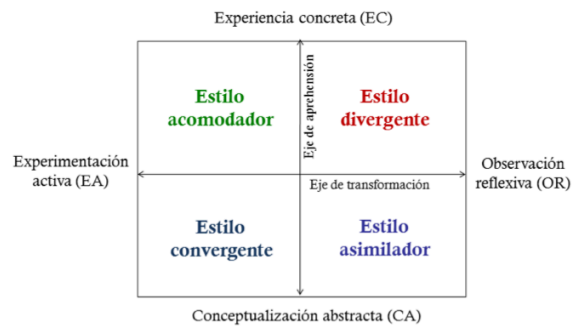 Experiencia concreta (EC)
Estilo
acomodador
Eje de aprehensión
Estilo
divergente
Experimentación
activa (EA)
Eje de transformación
Observación
reflexiva (OR)
Estilo
convergente
Estilo
asimilador
Conceptualización abstracta (CA)